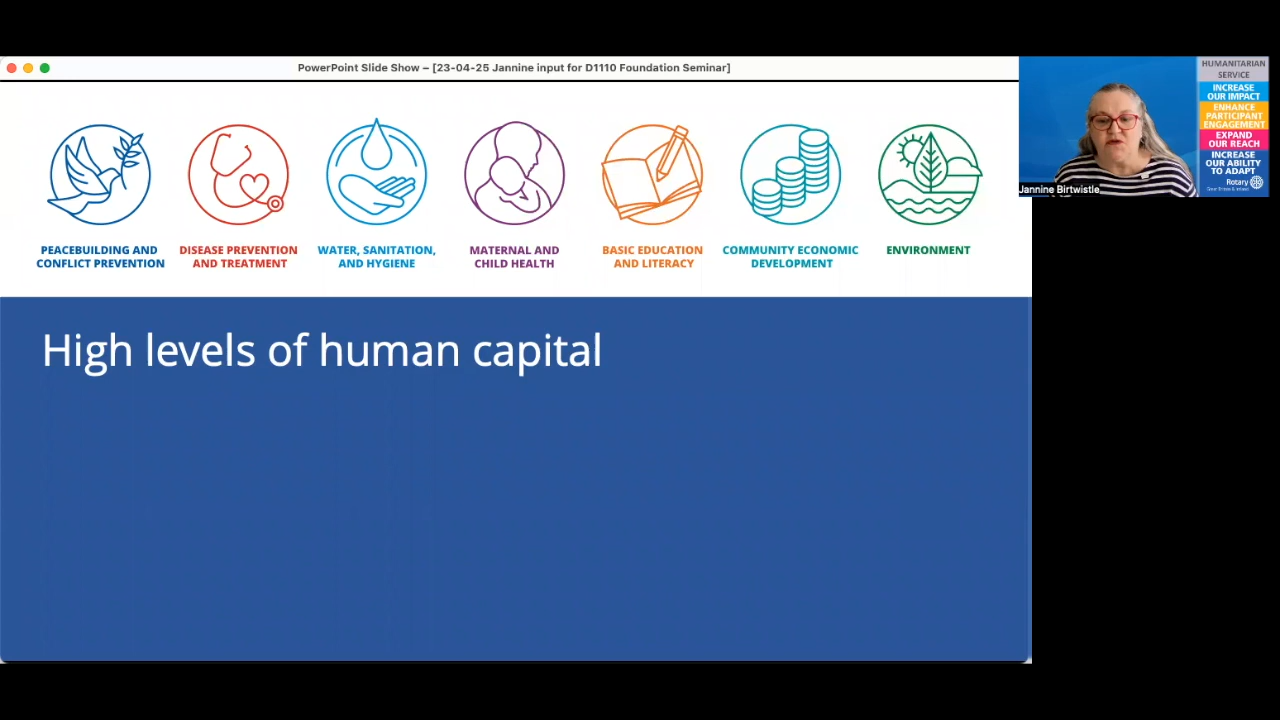 PowerPoint Slide Show – [23-04-25 Jannine input for D1110 Foundation Seminar]
PEACEBUILDING AND
CONFLICT PREVENTION
DISEASE PREVENTION
AND TREATMENT
WATER, SANITATION,
AND HYGIENE
MATERNAL AND
CHILD HEALTH
BASIC EDUCATION
AND LITERACY
COMMUNITY ECONOMIC
DEVELOPMENT
ENVIRONMENT
High levels of human capital
HUMANITARIAN
SERVICE
INCREASE
OUR IMPACT
ENHANCE
PARTICIPANT
ENGAGEMENT
EXPAND
OUR REACH
INCREASE
OUR ABILITY
TO ADAPT
Rotary
Jannine Birtwistle